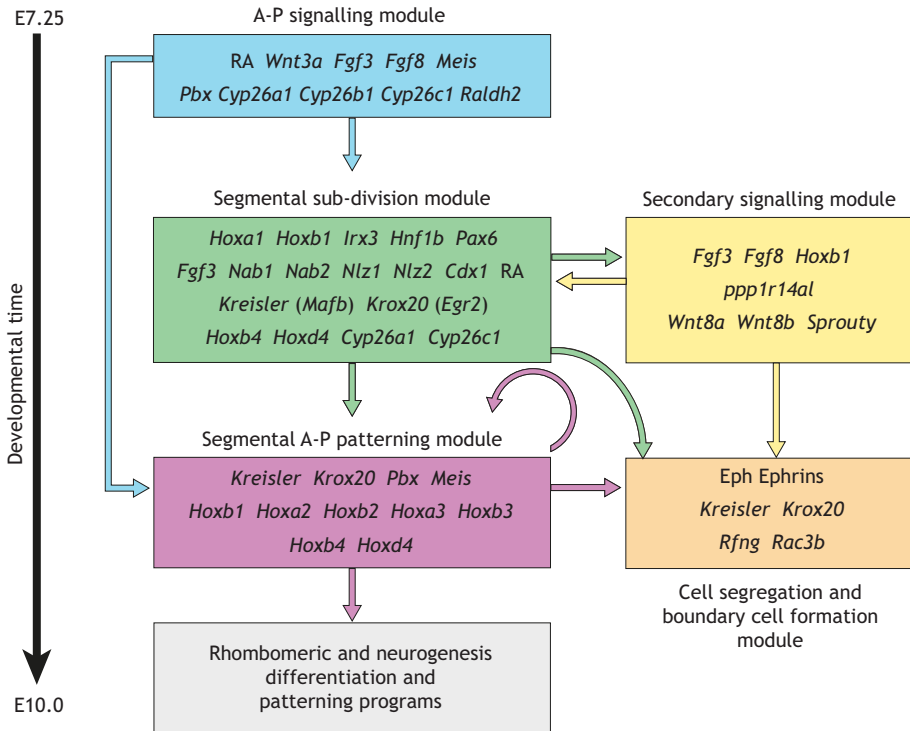 E7.25
A-P signalling module
RA Wnt3a Fgf3 Fgf8 Meis
Pbx Cyp26a1 Cyp26b1 Cyp26c1 Raldh2
Segmental sub-division module
Hoxa1 Hoxb1 Irx3 Hnf1b Pax6
Fgf3 Nab1 Nab2 Nlz1 Nlz2 Cdx1 RA
Kreisler (Mafb) Krox20 (Egr2)
Hoxb4 Hoxd4 Cyp26a1 Cyp26c1
Secondary signalling module
Fgf3 Fgf8 Hoxb1
ppp1r14al
Wnt8a Wnt8b Sprouty
Developmental time
Segmental A-P patterning module
Kreisler Krox20 Pbx Meis
Hoxb1 Hoxa2 Hoxb2 Hoxa3 Hoxb3
Hoxb4 Hoxd4
Eph Ephrins
Kreisler Krox20
Rfng Rac3b
Cell segregation and
boundary cell formation
module
Rhombomeric and neurogenesis
differentiation and
patterning programs
E10.0